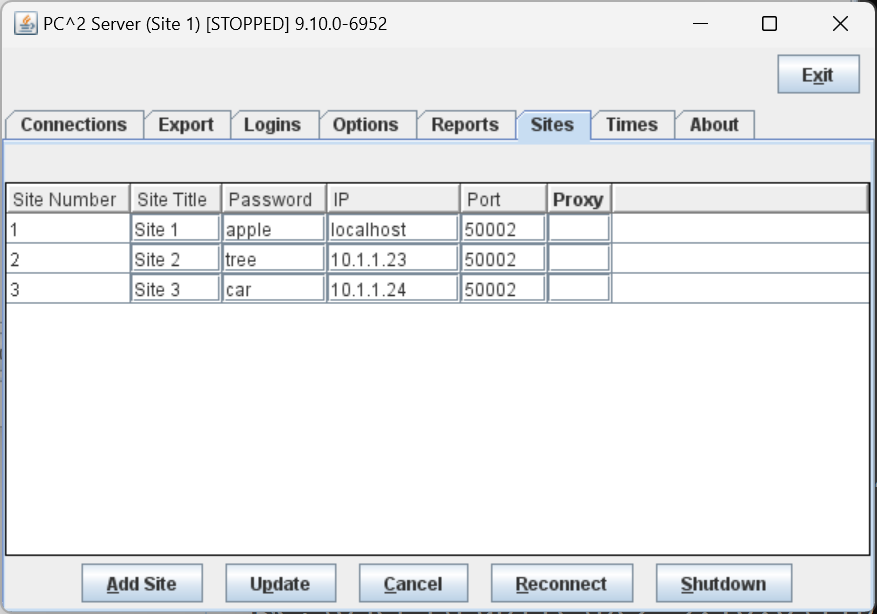 PC^2 Server (Site 1) [STOPPED] 9.10.0-6952
Exit
Connections Export Logins Options Reports Sites Times About
Site Number Site Title Password IP Port Proxy
1 Site 1 apple localhost 50002
2 Site 2 tree 10.1.1.23 50002
3 Site 3 car 10.1.1.24 50002
Add Site Update Cancel Reconnect Shutdown